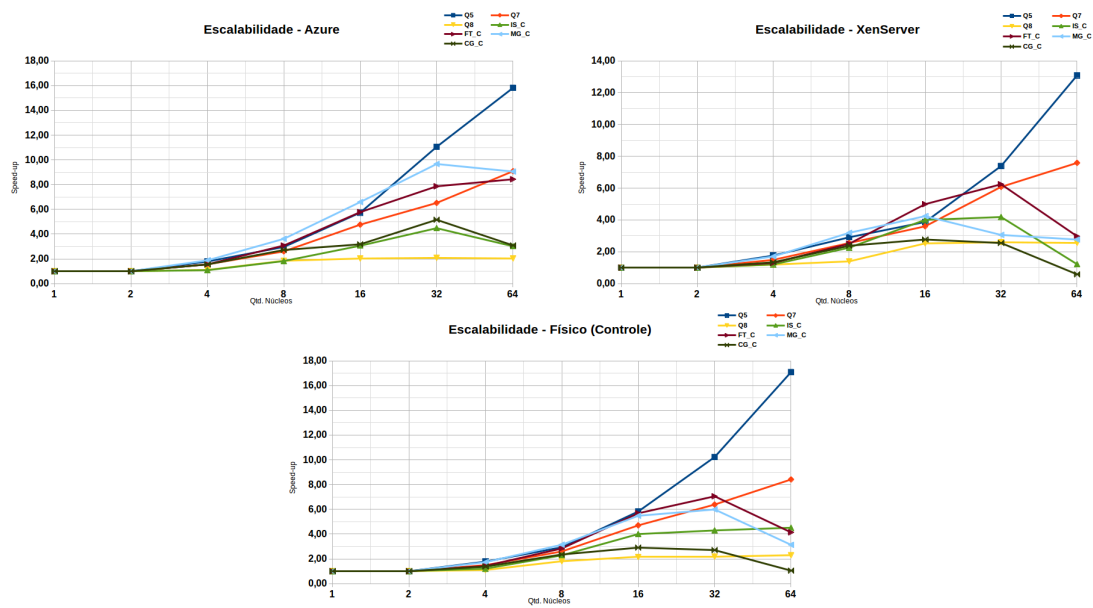 Escalabilidade - Azure
Q5 Q7
Q8 IS_C
FT_C MG_C
CG_C
18,00
16,00
14,00
12,00
10,00
8,00
6,00
4,00
2,00
0,00
Speed-up
1 2 4 8 16 32 64
Qtd. Núcleos
Escalabilidade - XenServer
Q5 Q7
Q8 IS_C
FT_C MG_C
CG_C
14,00
12,00
10,00
8,00
6,00
4,00
2,00
0,00
Speed-up
1 2 4 8 16 32 64
Qtd. Núcleos
Escalabilidade - Físico (Controle)
Q5 Q7
Q8 IS_C
FT_C MG_C
CG_C
18,00
16,00
14,00
12,00
10,00
8,00
6,00
4,00
2,00
0,00
Speed-up
1 2 4 8 16 32 64
Qtd. Núcleos